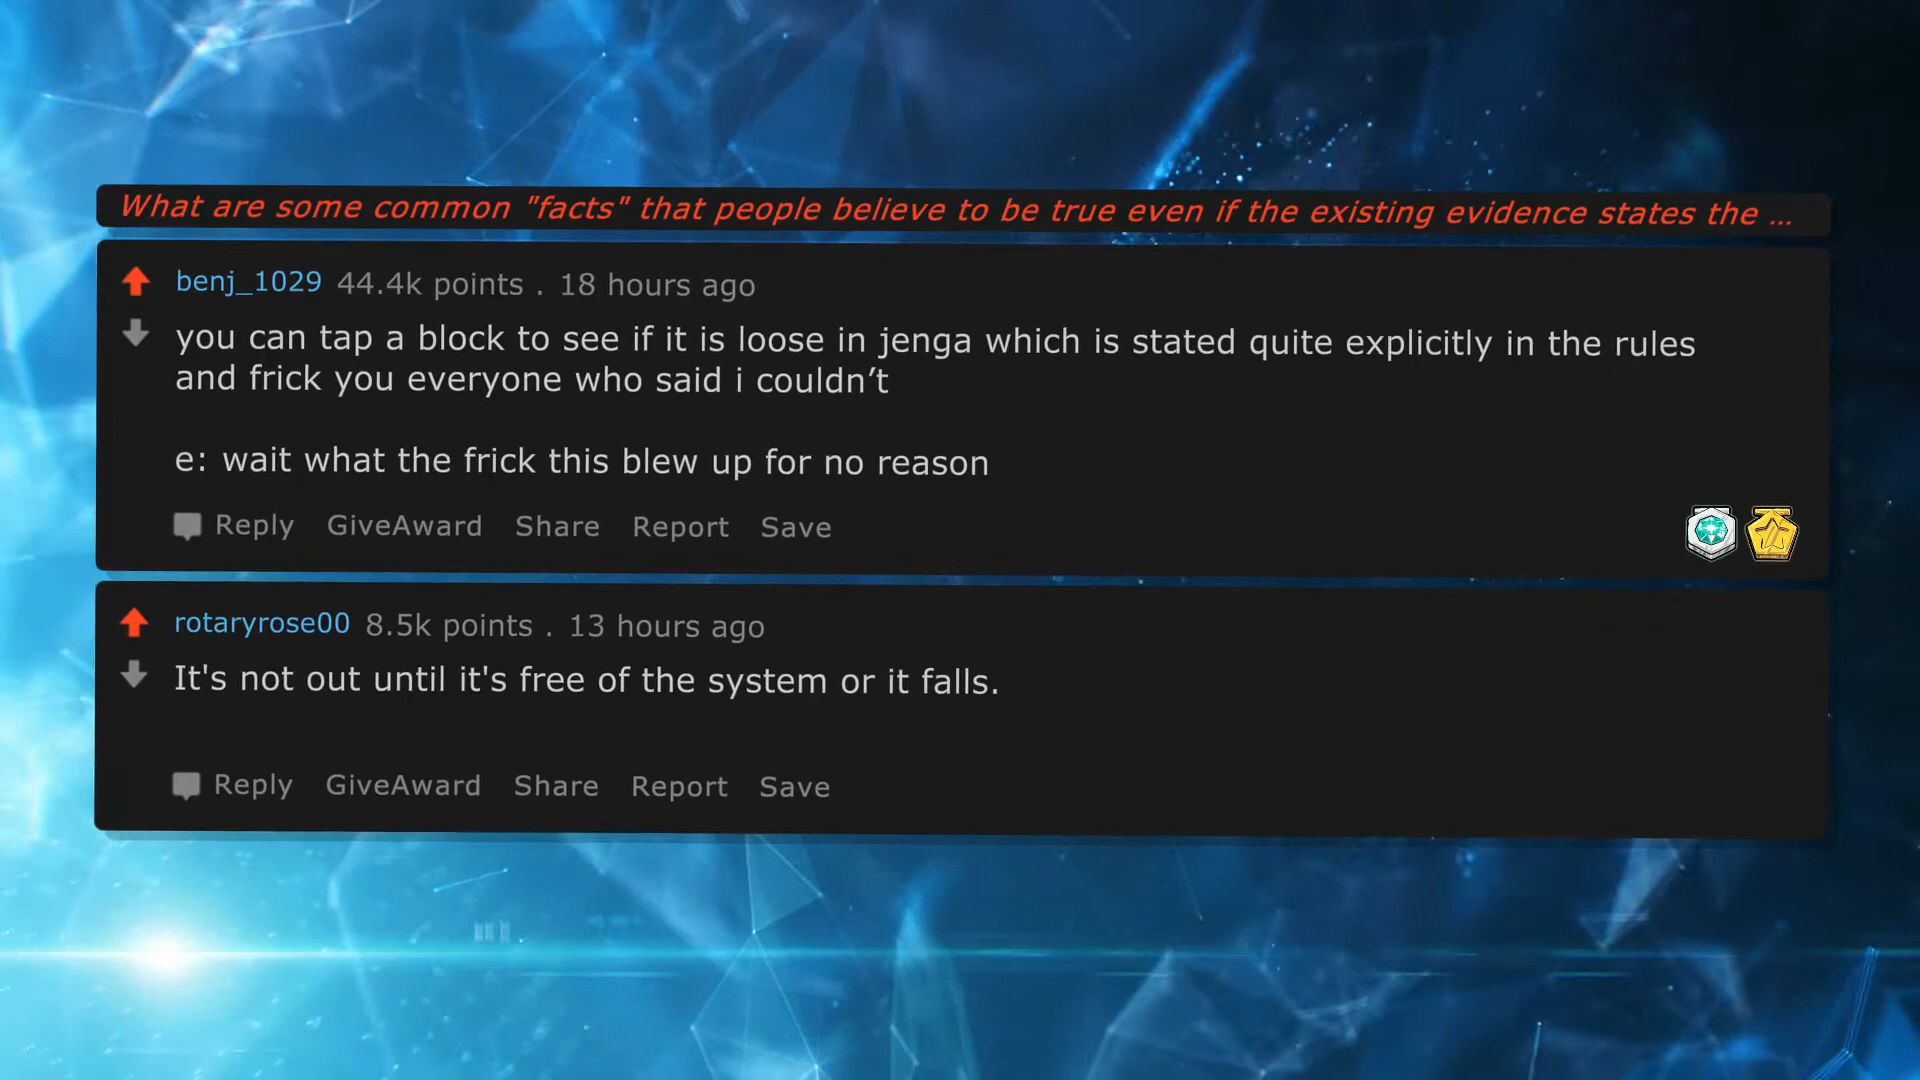 What are some common "facts" that people believe to be true even if the existing evidence states the ...
benj_1029 44.4k points . 18 hours ago
you can tap a block to see if it is loose in jenga which is stated quite explicitly in the rules
and frick you everyone who said i couldn’t
e: wait what the frick this blew up for no reason
Reply GiveAward Share Report Save
rotaryrose00 8.5k points . 13 hours ago
It's not out until it's free of the system or it falls.
Reply GiveAward Share Report Save